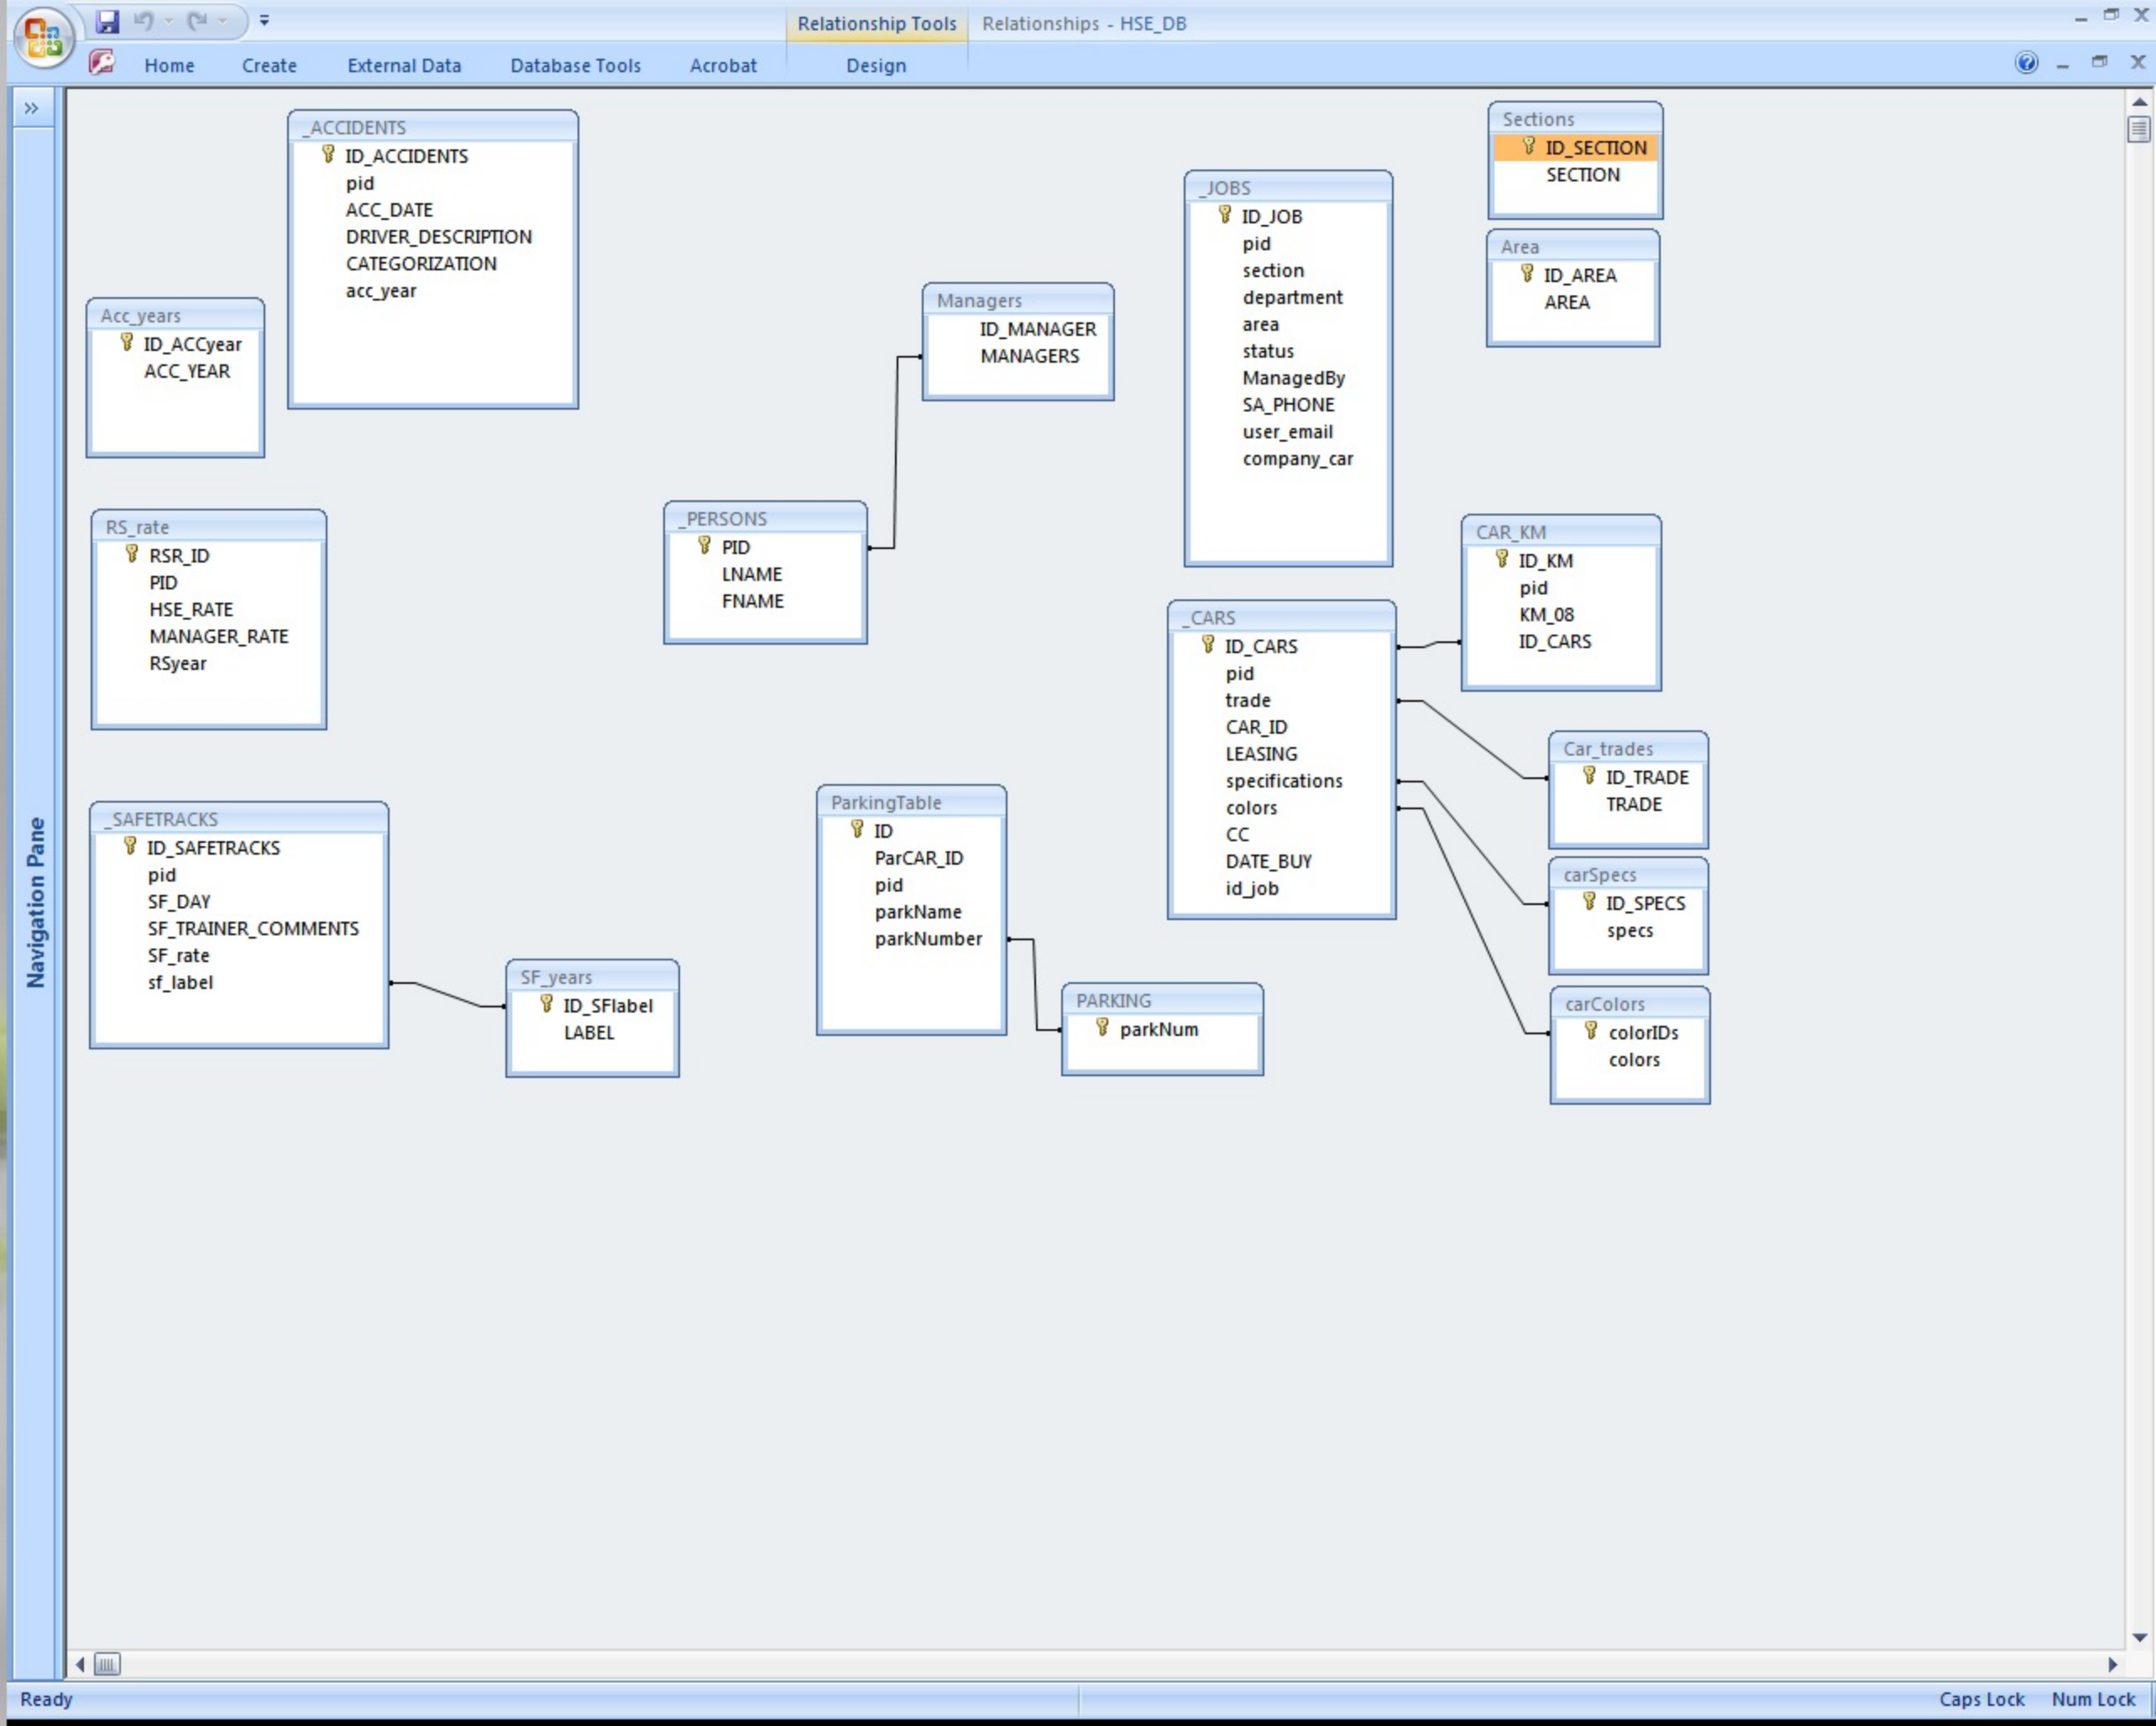 Relationship Tools
Relationships - HSE_DB
Home
Create
External Data
Database Tools
Acrobat
Design
»
Navigation Pane
_ACCIDENTS
ID_ACCIDENTS
pid
ACC_DATE
DRIVER_DESCRIPTION
CATEGORIZATION
acc_year
Acc_years
ID_ACCyear
ACC_YEAR
RS_rate
RSR_ID
PID
HSE_RATE
MANAGER_RATE
RSyear
_SAFETRACKS
ID_SAFETRACKS
pid
SF_DAY
SF_TRAINER_COMMENTS
SF_rate
sf_label
SF_years
ID_SFlabel
LABEL
_PERSONS
PID
LNAME
FNAME
Managers
ID_MANAGER
MANAGERS
ParkingTable
ID
ParCAR_ID
pid
parkName
parkNumber
PARKING
parkNum
_JOBS
ID_JOB
pid
section
department
area
status
ManagedBy
SA_PHONE
user_email
company_car
Sections
ID_SECTION
SECTION
Area
ID_AREA
AREA
_CARS
ID_CARS
pid
trade
CAR_ID
LEASING
specifications
colors
CC
DATE_BUY
id_job
CAR_KM
ID_KM
pid
KM_08
ID_CARS
Car_trades
ID_TRADE
TRADE
carSpecs
ID_SPECS
specs
carColors
colorIDs
colors
Ready
Caps Lock
Num Lock